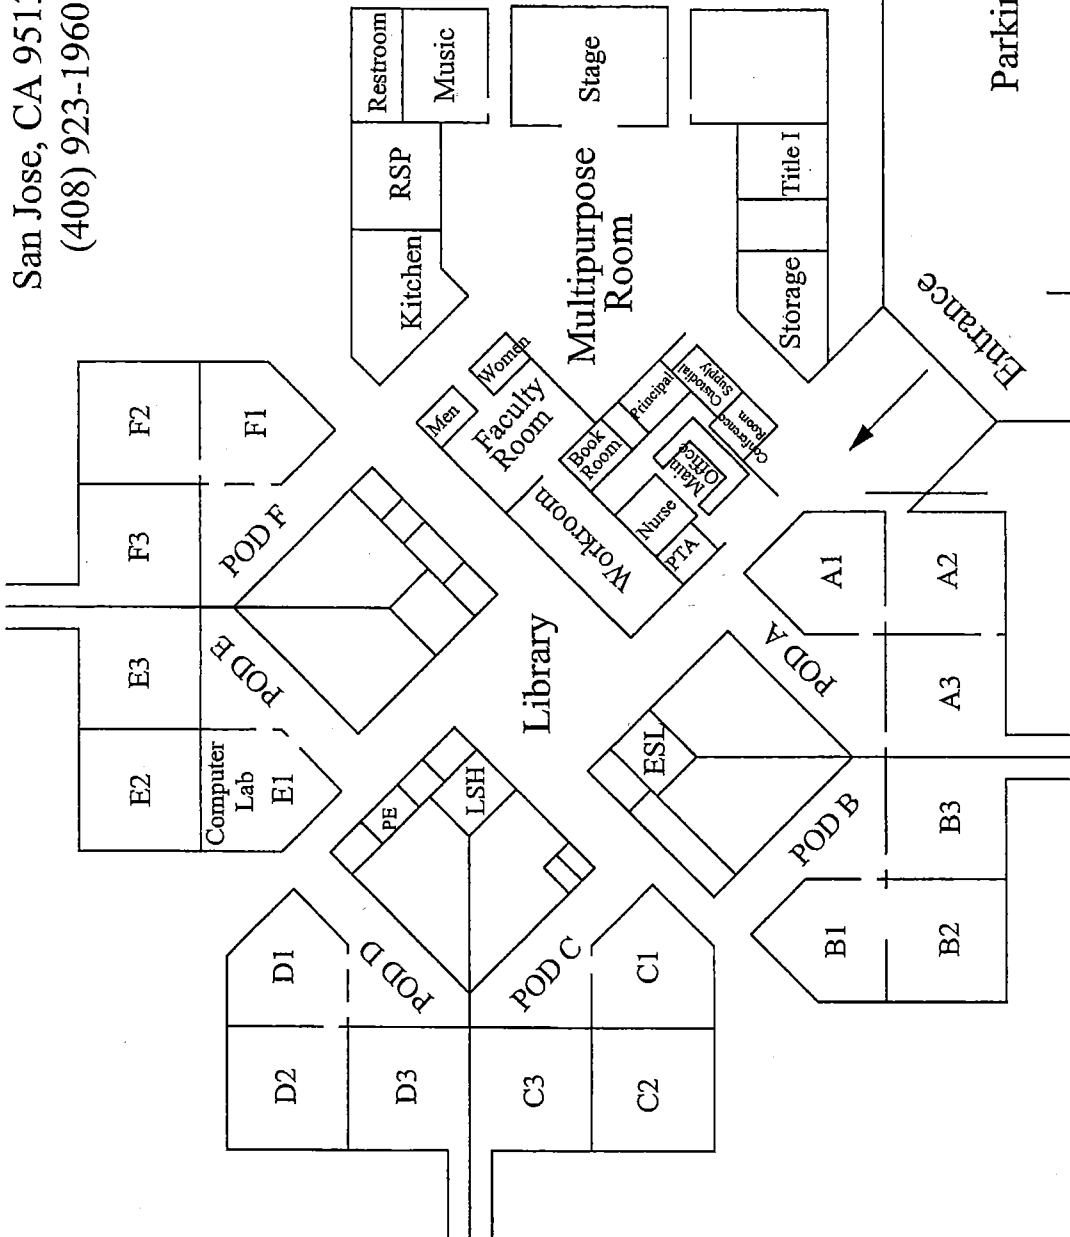 San Jose, CA
(408) 923-1960
Restroom
Music
Stage
RSP
Kitchen
Multipurpose
Room
Title I
Storage
Parkin
Entrance
Women
Men
Faculty
Room
Book
Room
Principal
Custodial
Supply
Conference
Room
Main
Office
Workroom
Nurse
PTA
Library
F2
F1
F3
POD F
E3
POD E
E2
Computer
Lab
E1
PE
LSH
ESL
D1
POD D
D2
D3
POD C
C1
C3
C2
POD B
B1
B2
B3
POD A
A1
A2
A3